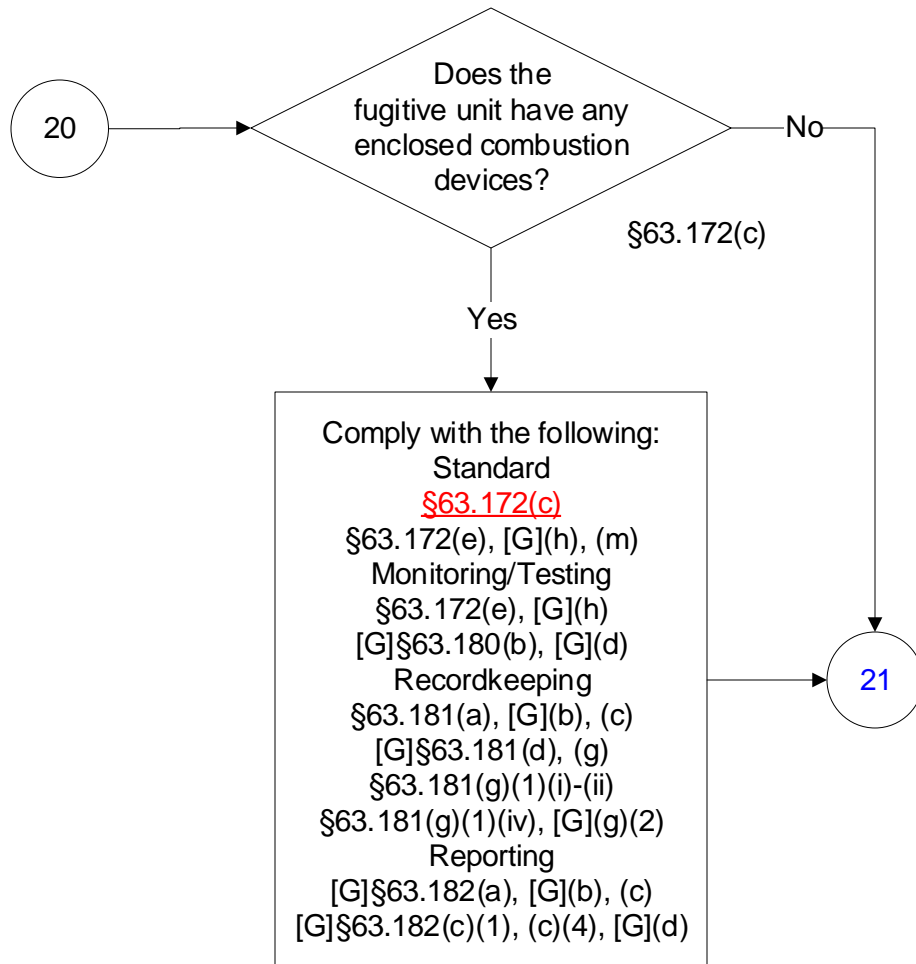 20
Does the
fugitive unit have any
enclosed combustion
devices?
No
§63.172(c)
Yes
Comply with the following:
Standard
§63.172(c)
§63.172(e), [G](h), (m)
Monitoring/Testing
§63.172(e), [G](h)
[G]§63.180(b), [G](d)
Recordkeeping
§63.181(a), [G](b), (c)
[G]§63.181(d), (g)
§63.181(g)(1)(i)-(ii)
§63.181(g)(1)(iv), [G](g)(2)
Reporting
[G]§63.182(a), [G](b), (c)
[G]§63.182(c)(1), (c)(4), [G](d)
21